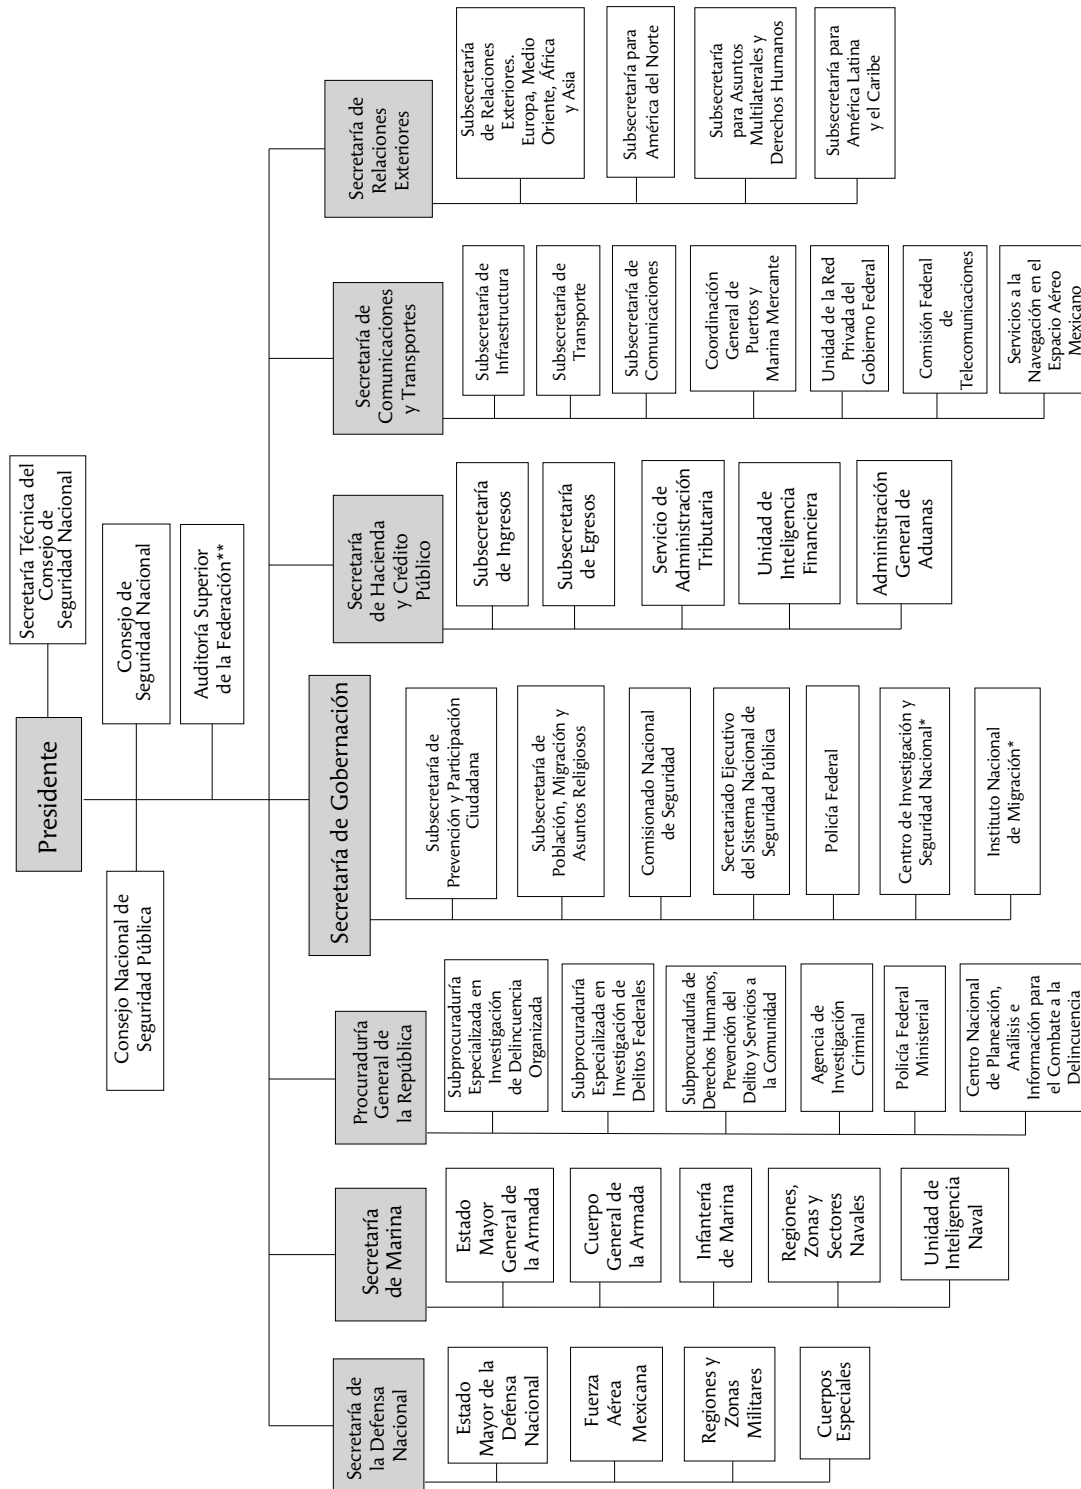 Presidente
Secretaría Técnica del
Consejo de
Seguridad Nacional
Consejo Nacional de
Seguridad Pública
Consejo de
Seguridad Nacional
Auditoría Superior
de la Federación**
Secretaría de
la Defensa
Nacional
Estado
Mayor de la
Defensa
Nacional
Fuerza
Aérea
Mexicana
Regiones y
Zonas
Militares
Cuerpos
Especiales
Secretaría
de Marina
Estado
Mayor
General de
la Armada
Cuerpo
General de
la Armada
Infantería
de Marina
Regiones,
Zonas y
Sectores
Navales
Unidad de
Inteligencia
Naval
Procuraduría
General de
la República
Subprocuraduría
Especializada en
Investigación
de Delincuencia
Organizada
Subprocuraduría
Especializada en
Investigación de
Delitos Federales
Subprocuraduría de
Derechos Humanos,
Prevención del
Delito y Servicios a
la Comunidad
Agencia de
Investigación
Criminal
Policía Federal
Ministerial
Centro Nacional
de Planeación,
Análisis e
Información para
el Combate a la
Delincuencia
Secretaría de Gobernación
Subsecretaría de
Prevención y Participación
Ciudadana
Subsecretaría de
Población, Migración y
Asuntos Religiosos
Comisionado Nacional
de Seguridad
Secretariado Ejecutivo
del Sistema Nacional de
Seguridad Pública
Policía Federal
Centro de Investigación y
Seguridad Nacional*
Instituto Nacional
de Migración*
Secretaría
de Hacienda
y Crédito
Público
Subsecretaría
de Ingresos
Subsecretaría
de Egresos
Servicio de
Administración
Tributaria
Unidad de
Inteligencia
Financiera
Administración
General de
Aduanas
Secretaría de
Comunicaciones
y Transportes
Subsecretaría de
Infraestructura
Subsecretaría de
Transporte
Subsecretaría de
Comunicaciones
Coordinación
General de
Puertos y
Marina Mercante
Unidad de la Red
Privada del
Gobierno Federal
Comisión Federal
de
Telecomunicaciones
Servicios a la
Navegación en el
Espacio Aéreo
Mexicano
Secretaría de
Relaciones
Exteriores
Subsecretaría
de Relaciones
Exteriores.
Europa, Medio
Oriente, África
y Asia
Subsecretaría para
América del Norte
Subsecretaría
para Asuntos
Multilaterales y
Derechos Humanos
Subsecretaría para
América Latina
y el Caribe